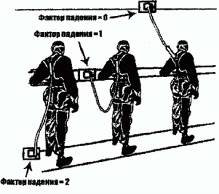 Фактор падения = 0
Фактор падения = 1
Фактор падения = 2